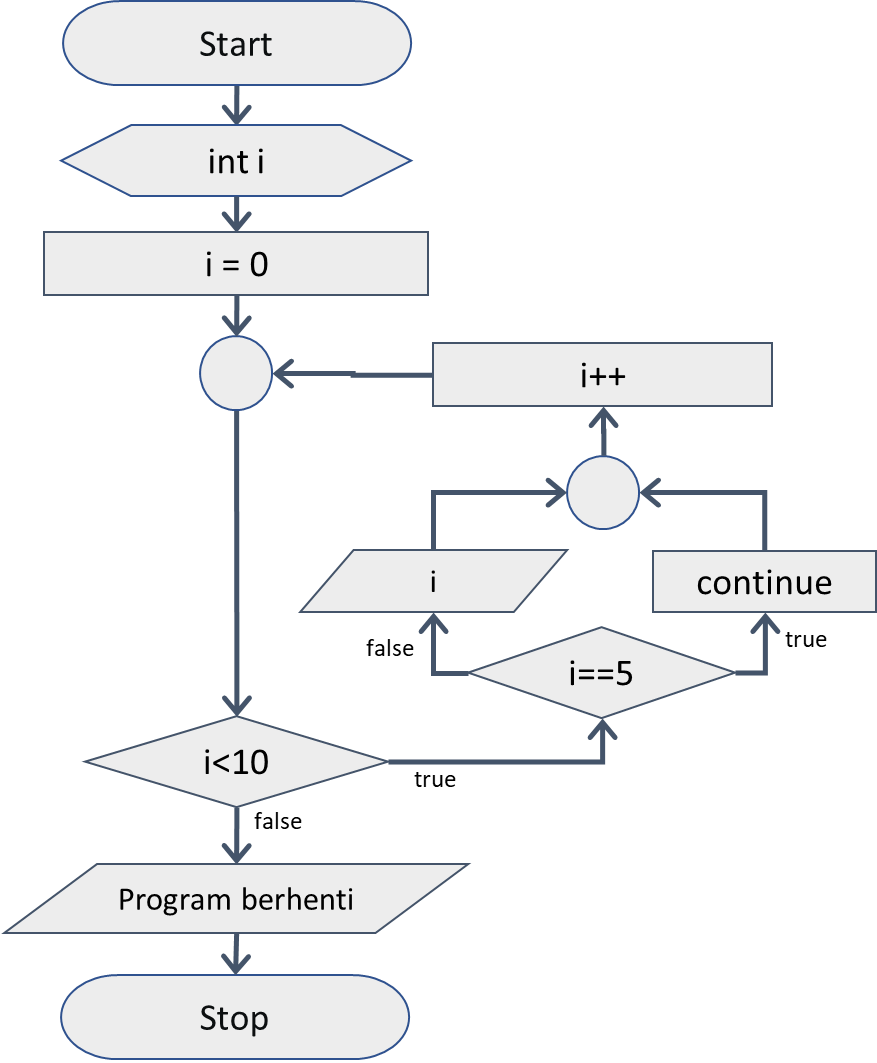 Start
int i
i = 0
i++
i
continue
false
true
i==5
i<10
true
false
Program berhenti
Stop